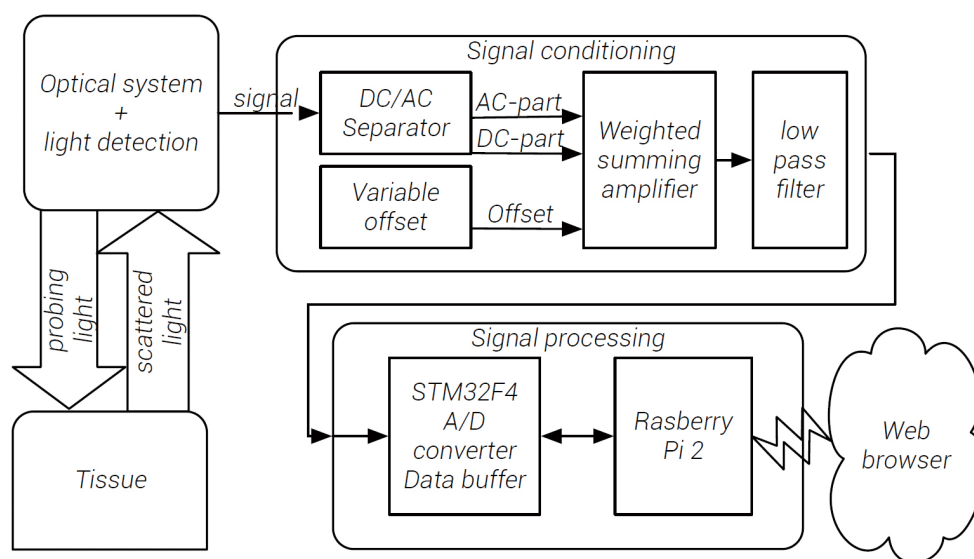 Optical system
+
light detection
signal
Signal conditioning
DC/AC
Separator
AC-part
DC-part
Variable
offset
Offset
Weighted
summing
amplifier
low
pass
filter
probing
light
scattered
light
Tissue
Signal processing
STM32F4
A/D
converter
Data buffer
Rasberry
Pi 2
Web
browser